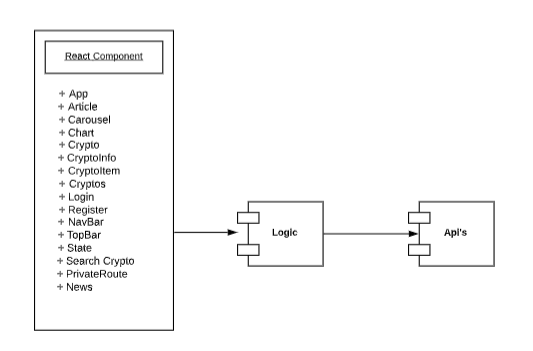 React Component
+ App
+ Article
+ Carousel
+ Chart
+ Crypto
+ CryptoInfo
+ CryptoItem
+ Cryptos
+ Login
+ Register
+ NavBar
+ TopBar
+ State
+ Search Crypto
+ PrivateRoute
+ News
Logic
Api's